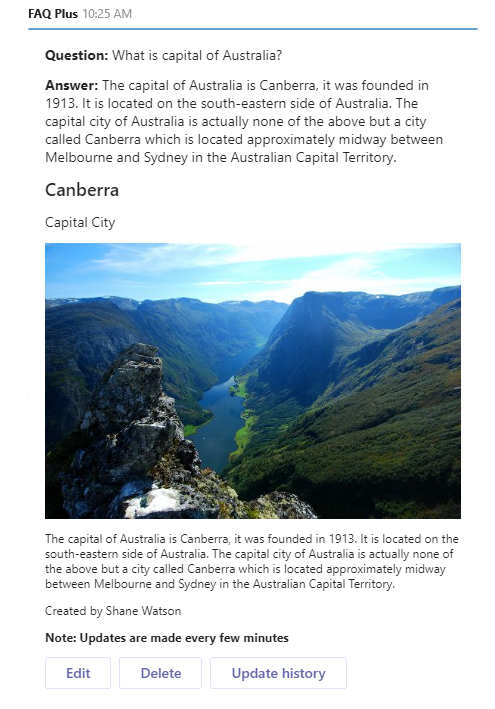 FAQ Plus 10:25 AM
Question: What is capital of Australia?
Answer: The capital of Australia is Canberra, it was founded in
1913. It is located on the south-eastern side of Australia. The
capital city of Australia is actually none of the above but a city
called Canberra which is located approximately midway between
Melbourne and Sydney in the Australian Capital Territory.
Canberra
Capital City
The capital of Australia is Canberra, it was founded in 1913. It is located on the
south-eastern side of Australia. The capital city of Australia is actually none of
the above but a city called Canberra which is located approximately midway
between Melbourne and Sydney in the Australian Capital Territory.
Created by Shane Watson
Note: Updates are made every few minutes
Edit Delete Update history